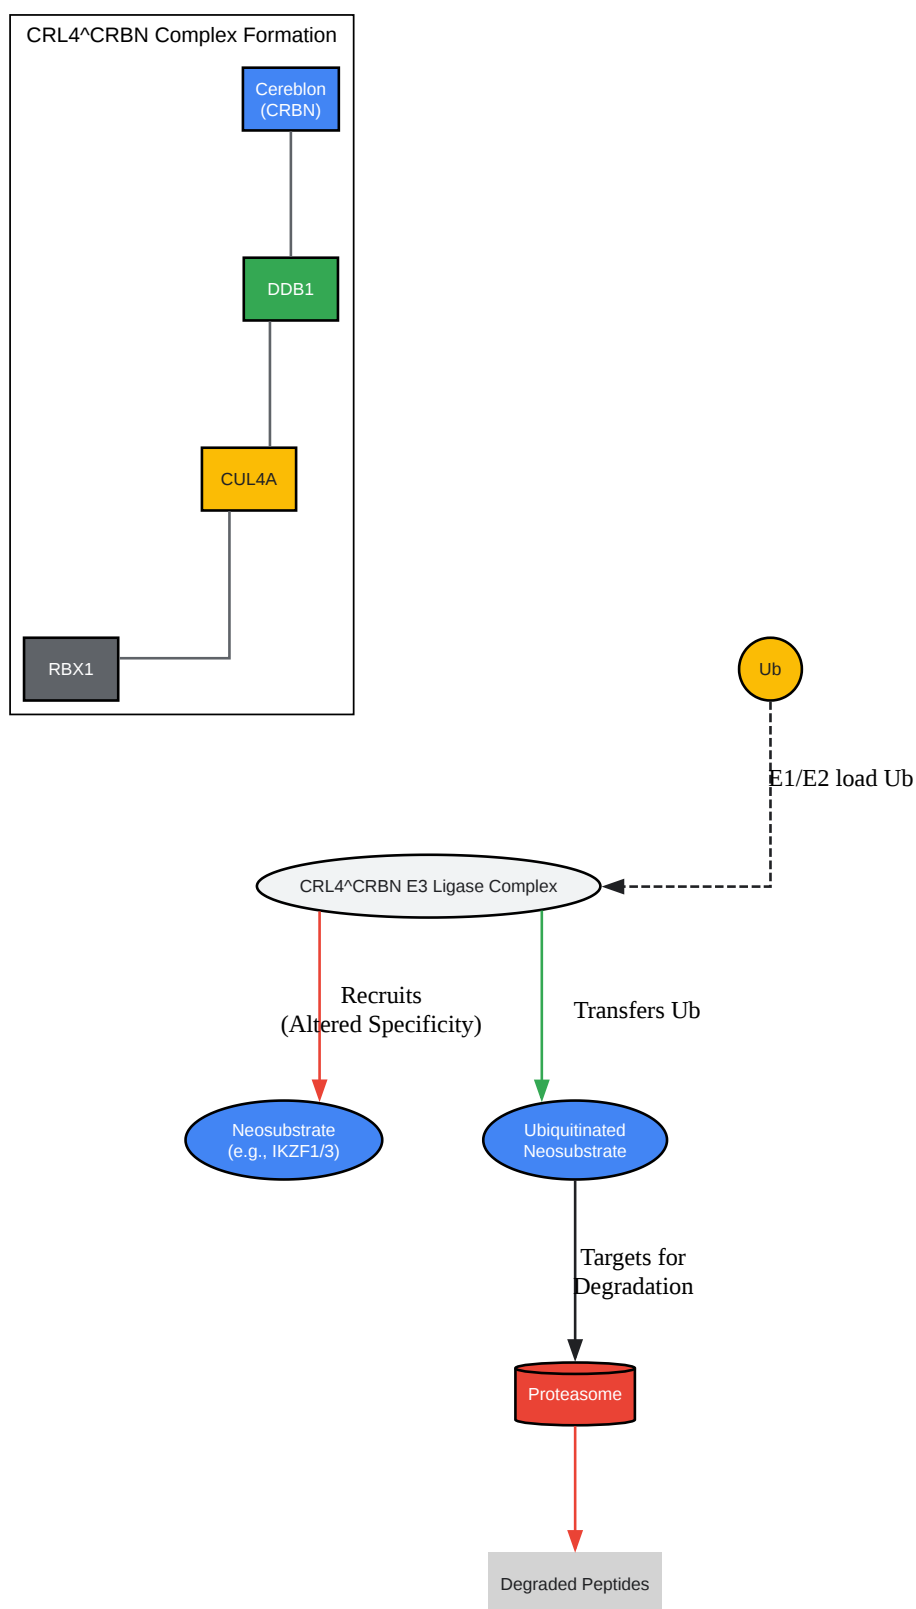 CRL4^CRBN Complex Formation
Cereblon
(CRBN)
DDB1
CUL4A
RBX1
Ub
E1/E2 load Ub
CRL4^CRBN E3 Ligase Complex
Recruits
(Altered Specificity)
Transfers Ub
Neosubstrate
(e.g., IKZF1/3)
Ubiquitinated
Neosubstrate
Targets for
Degradation
Proteasome
Degraded Peptides